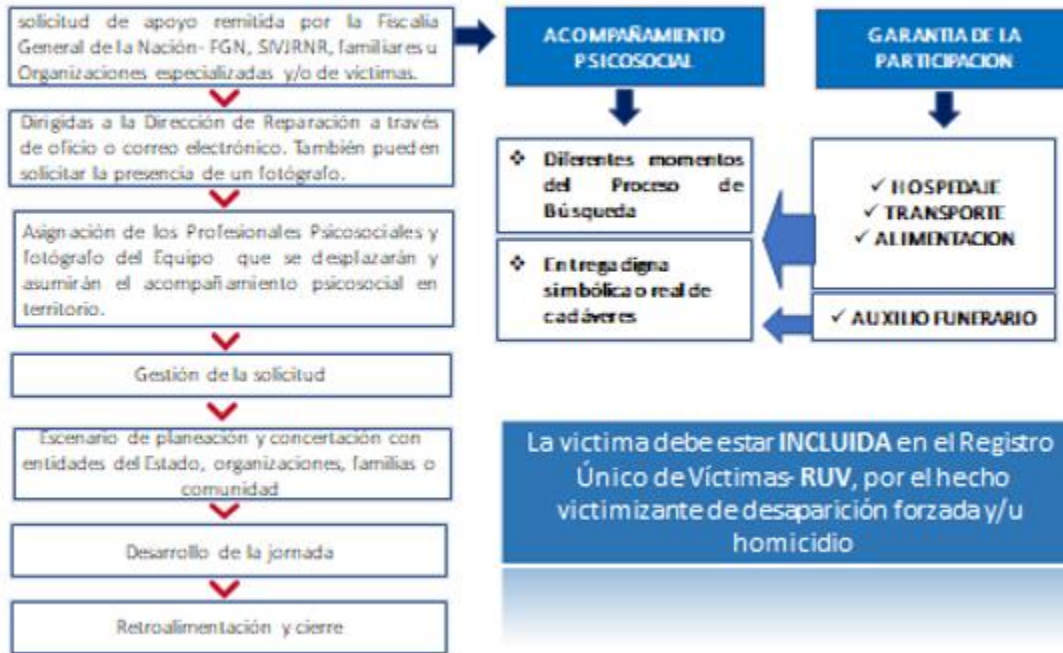 solicitud de apoyo remitida por la Fiscalía
General de la Nación- FGN, SIVJRNR, familiares u
Organizaciones especializadas y/o de víctimas.
Dirigidas a la Dirección de Reparación a través
de oficio o correo electrónico. También pueden
solicitar la presencia de un fotógrafo.
Asignación de los Profesionales Psicosociales y
fotógrafo del Equipo que se desplazarán y
asumirán el acompañamiento psicosocial en
territorio.
Gestión de la solicitud
Escenario de planeación y concertación con
entidades del Estado, organizaciones, familias o
comunidad
Desarrollo de la jornada
Retroalimentación y cierre
ACOMPAÑAMIENTO
PSICOSOCIAL
❖ Diferentes momentos
del Proceso de
Búsqueda
❖ Entrega digna
simbólica o real de
cadáveres
GARANTIA DE LA
PARTICIPACION
✓ HOSPEDAJE
✓ TRANSPORTE
✓ ALIMENTACION
✓ AUXILIO FUNERARIO
La victima debe estar INCLUIDA en el Registro
Único de Víctimas- RUV, por el hecho
victimizante de desaparición forzada y/u
homicidio